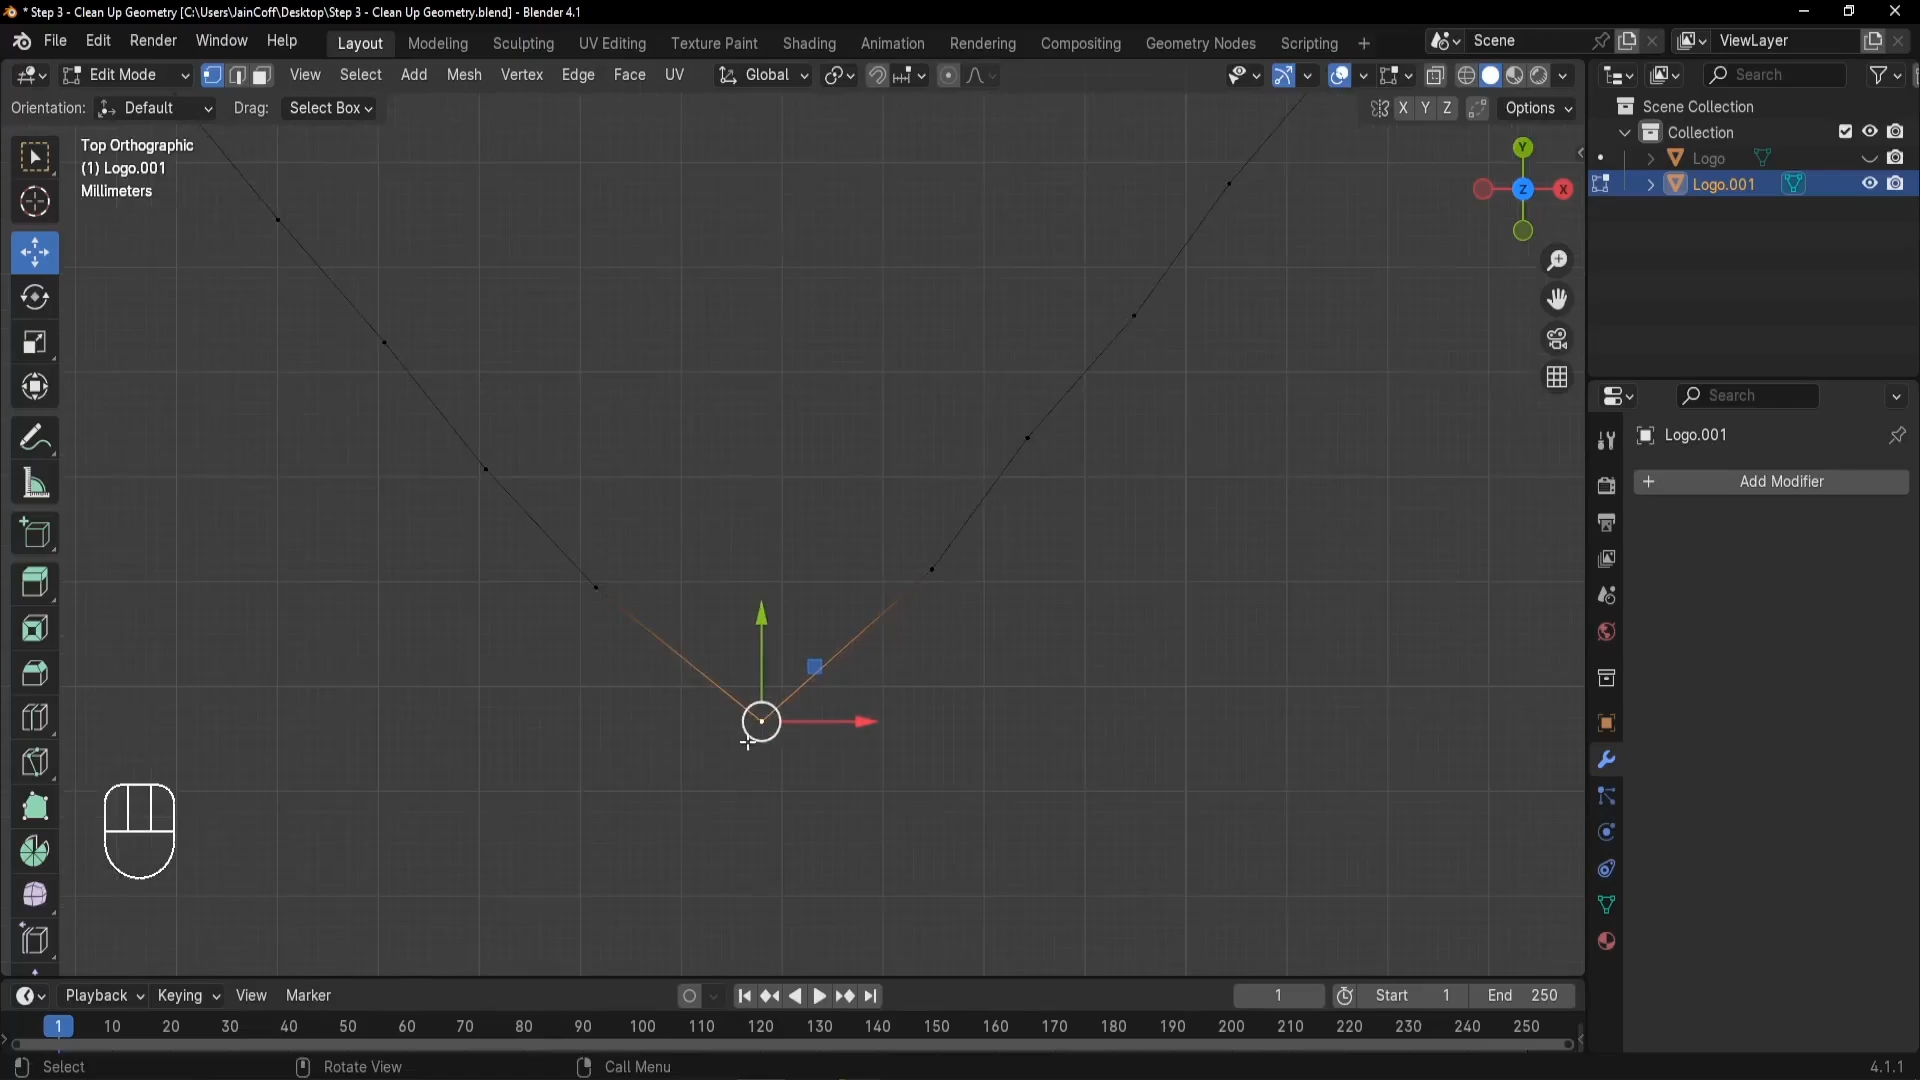 * Step 3 - Clean Up Geometry [C:\Users\JainCoff\Desktop\Step 3 - Clean Up Geometry.blend] - Blender 4.1
File Edit Render Window Help Layout Modeling Sculpting UV Editing Texture Paint Shading Animation Rendering Compositing Geometry Nodes Scripting + Scene ViewLayer
Edit Mode View Select Add Mesh Vertex Edge Face UV Global Search
Orientation: Default Drag: Select Box X Y Z Options
Scene Collection
Collection
Logo
Logo.001
Top Orthographic
(1) Logo.001
Millimeters
Y
Z
X
Search
Logo.001
+ Add Modifier
Playback Keying View Marker 1 Start 1 End 250
1 10 20 30 40 50 60 70 80 90 100 110 120 130 140 150 160 170 180 190 200 210 220 230 240 250
Select Rotate View Call Menu 4.1.1